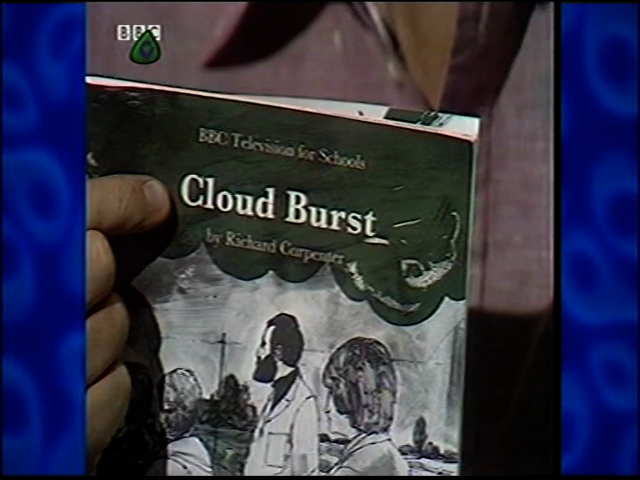 BBC
BBC Television for Schools
Cloud Burst
by Richard Carpenter